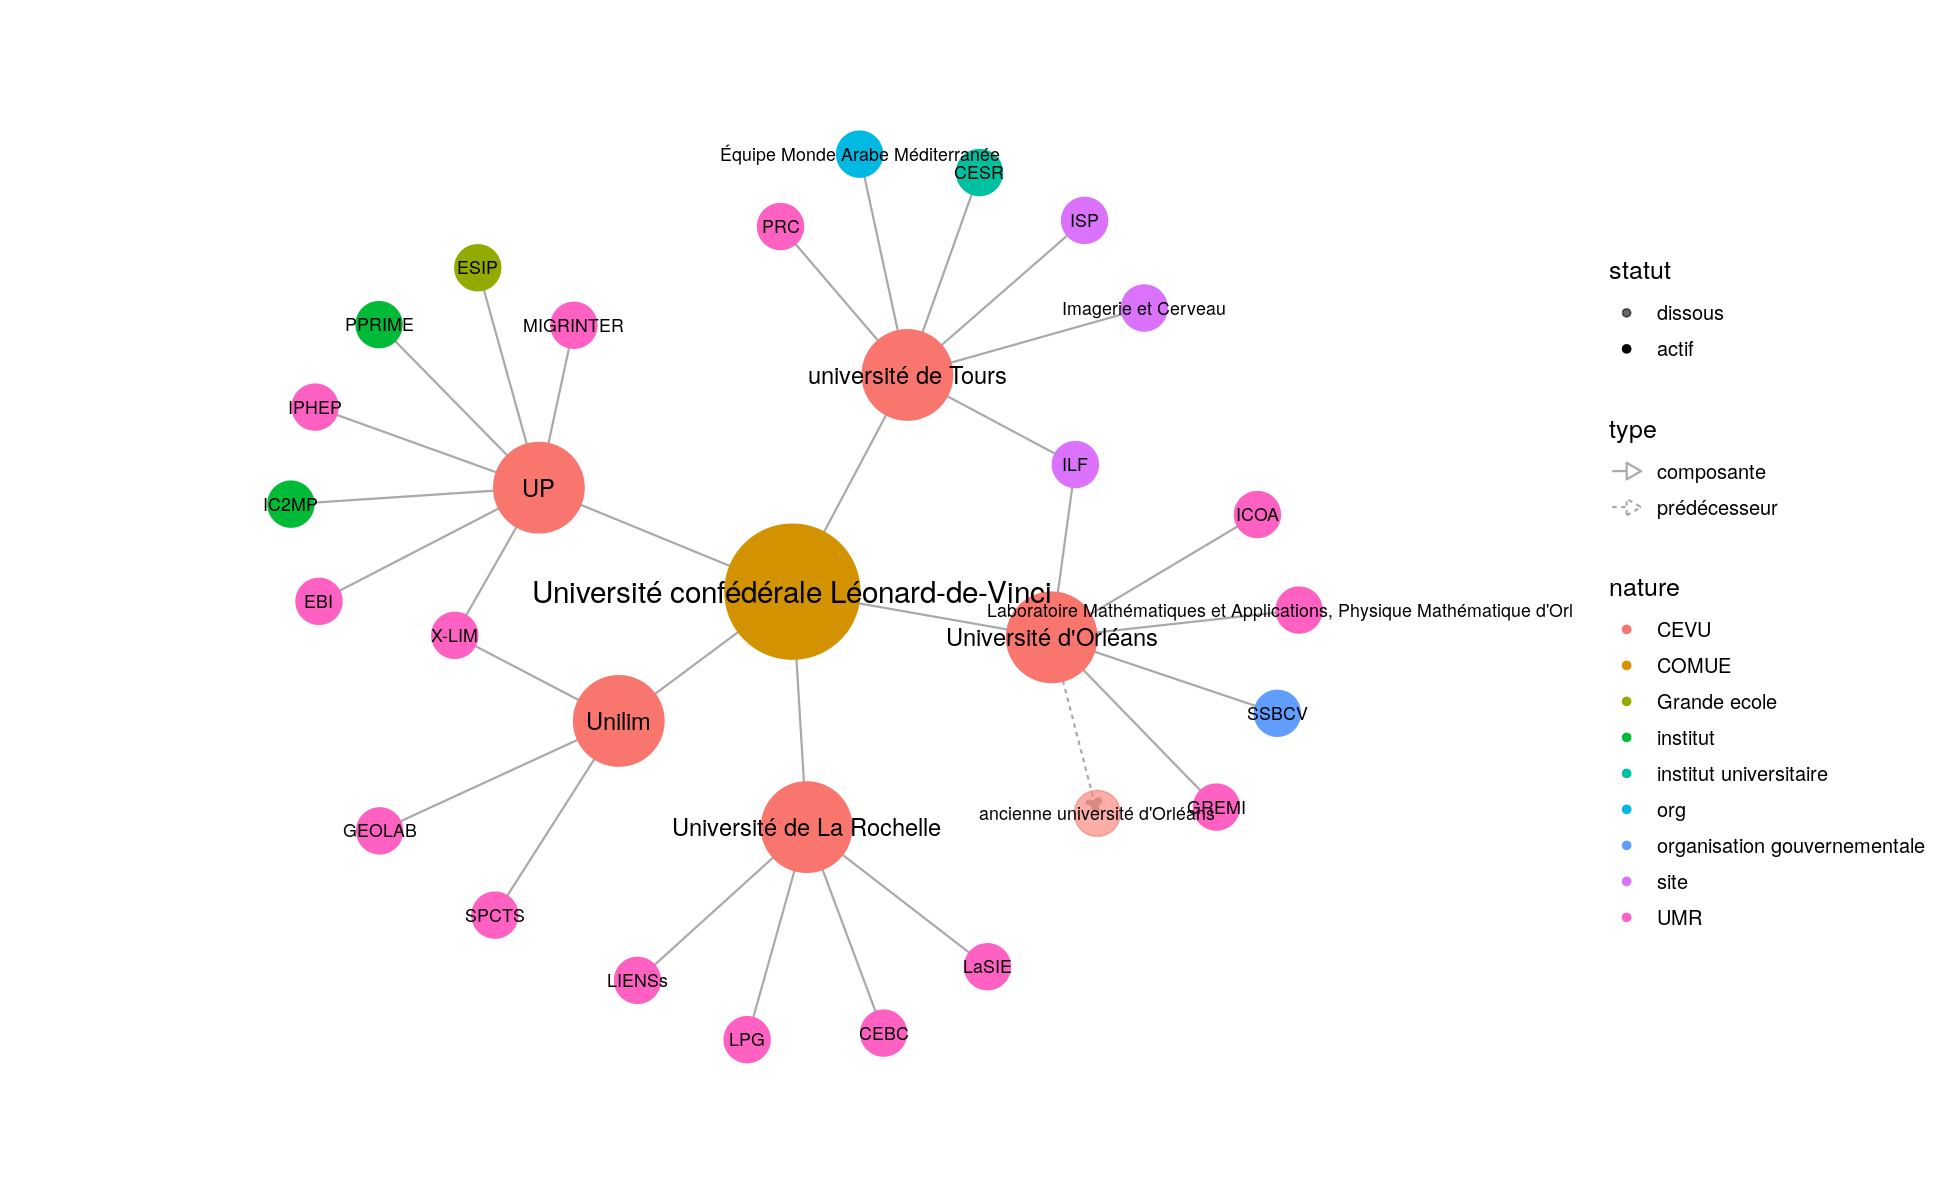 Équipe Monde Arabe Méditerranée
CESR
PRC
ISP
ESIP
Imagerie et Cerveau
PPRIME
MIGRINTER
université de Tours
IPHEP
ILF
UP
IC2MP
ICOA
Université confédérale Léonard-de-Vinci
EBI
Laboratoire Mathématiques et Applications, Physique Mathématique d'Orl
X-LIM
Université d'Orléans
SSBCV
Unilim
GREMI
ancienne université d'Orléans
Université de La Rochelle
GEOLAB
SPCTS
LaSIE
LIENSs
CEBC
LPG
statut
dissous
actif
type
composante
prédécesseur
nature
CEVU
COMUE
Grande ecole
institut
institut universitaire
org
organisation gouvernementale
site
UMR